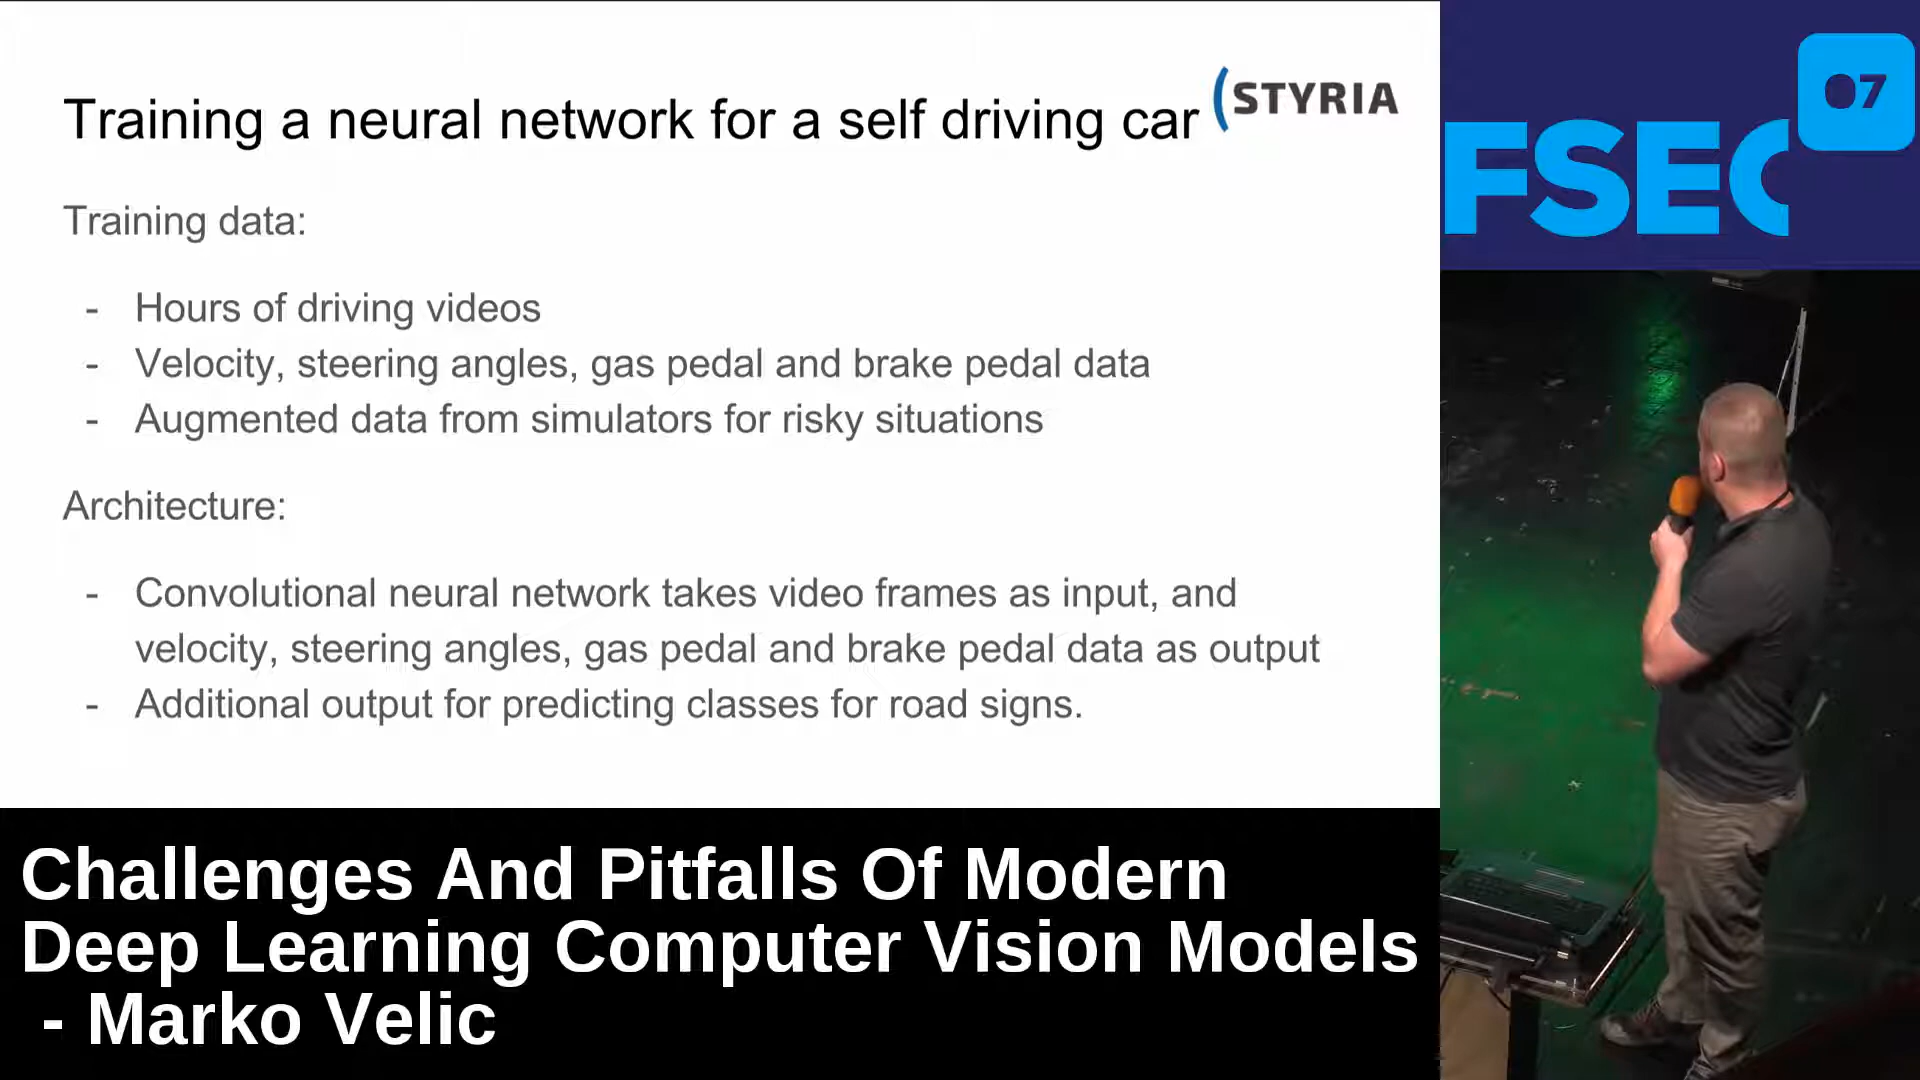 Training a neural network for a self driving car
STYRIA
Training data:
- Hours of driving videos
- Velocity, steering angles, gas pedal and brake pedal data
- Augmented data from simulators for risky situations
Architecture:
- Convolutional neural network takes video frames as input, and
velocity, steering angles, gas pedal and brake pedal data as output
- Additional output for predicting classes for road signs.
07
FSEC
Challenges And Pitfalls Of Modern
Deep Learning Computer Vision Models
- Marko Velic